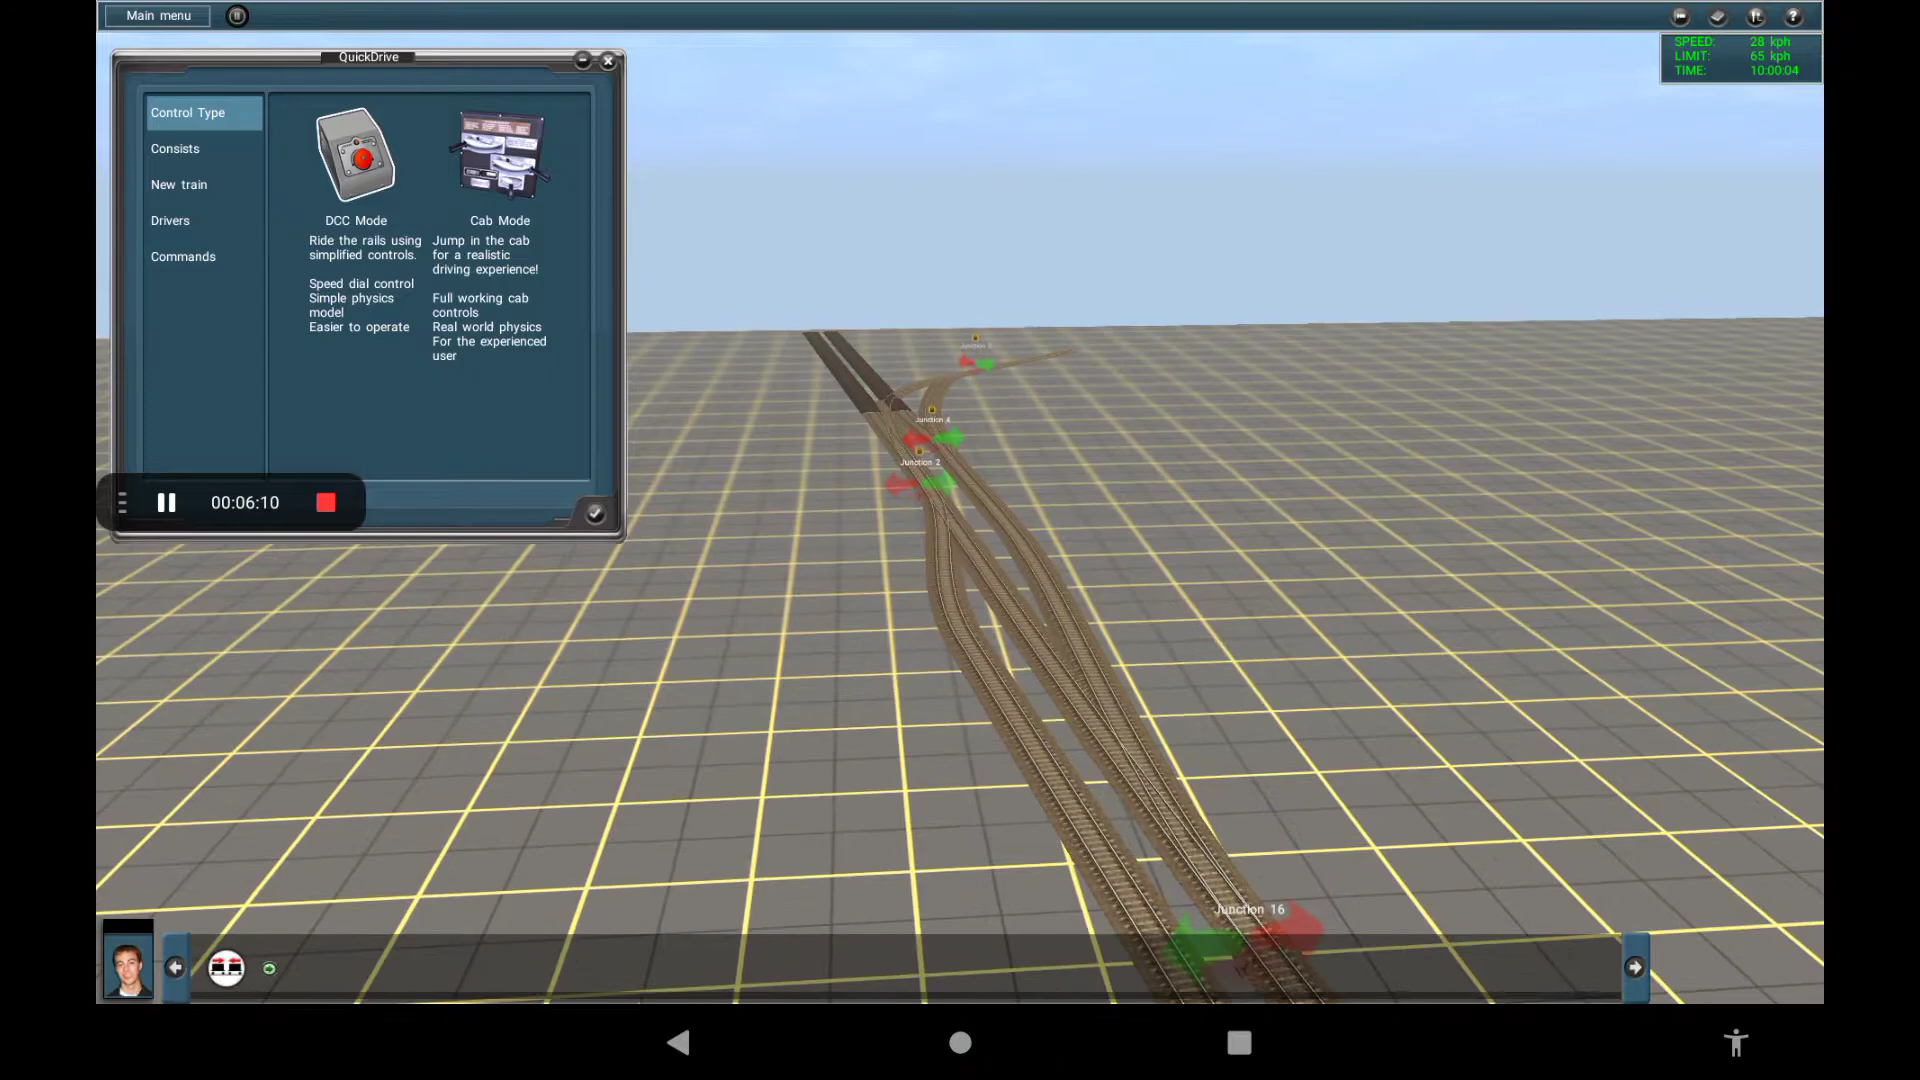 Main menu
?
SPEED: 28 kph
LIMIT: 65 kph
TIME: 10:00:04
QuickDrive
Control Type
Consists
New train
Drivers
Commands
DCC Mode
Ride the rails using
simplified controls.
Speed dial control
Simple physics
model
Easier to operate
Cab Mode
Jump in the cab
for a realistic
driving experience!
Full working cab
controls
Real world physics
For the experienced
user
00:06:10
Junction 4
Junction 2
Junction 16